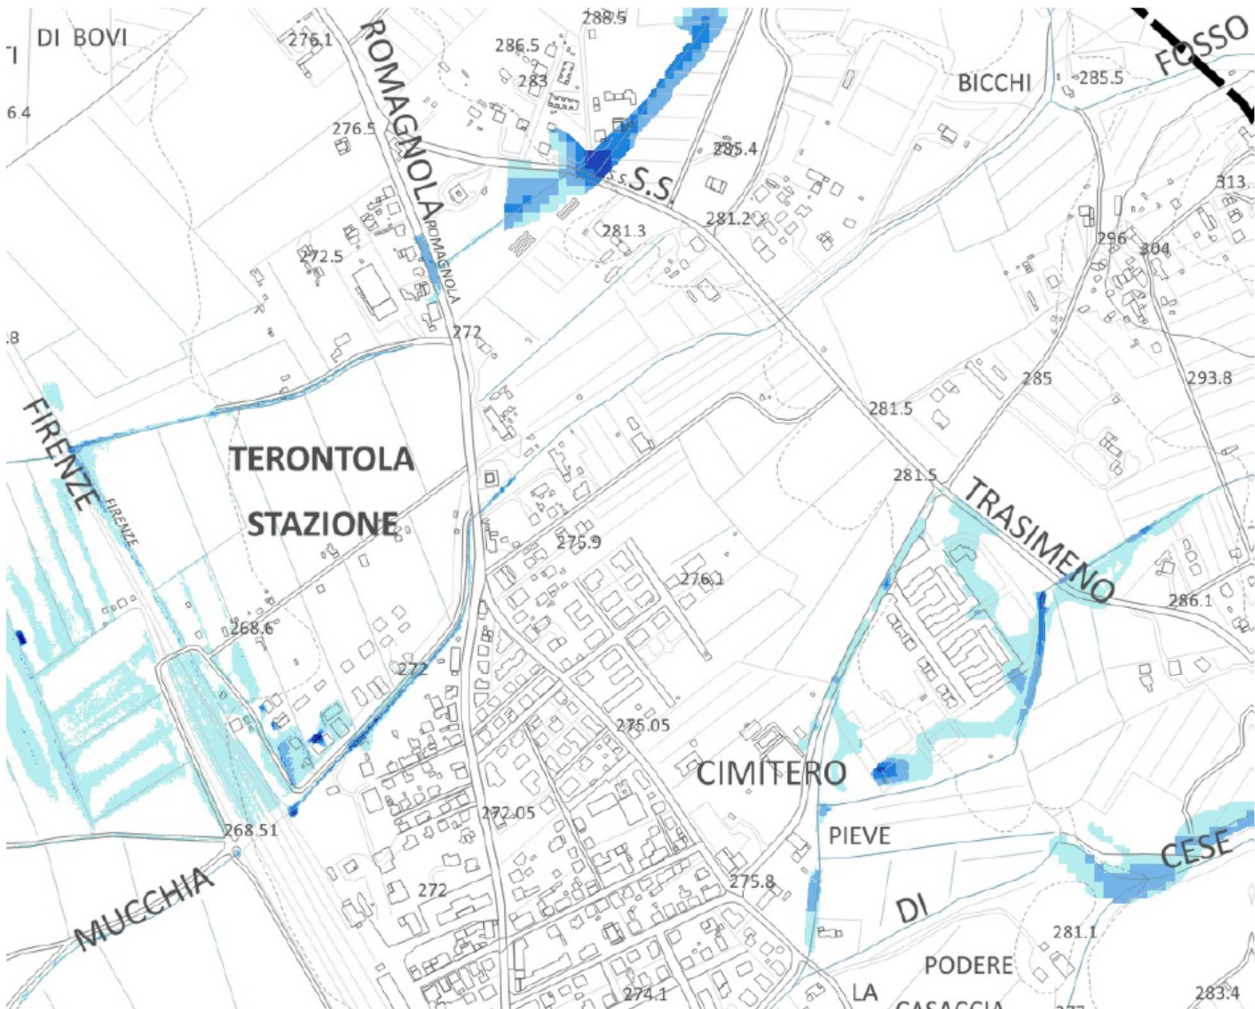 288.5
TI
DI BOVI
276.1
ROMAGNOLA
286.5
283
BICCHI
285.5
FOSSO
6.4
276.5
285.4
S.S.
S.S.
313.
281.2
281.3
ROMAGNOLA
296
304
272.5
.8
272
285
293.8
281.5
FIRENZE
TERONTOLA
281.5
TRASIMENO
FIRENZE
STAZIONE
275.9
276.1
286.1
268.6
272
275.05
CIMITERO
272.05
268.51
PIEVE
CESE
MUCCHIA
272
275.8
DI
281.1
PODERE
274.1
LA
283.4
CASACCIA
277